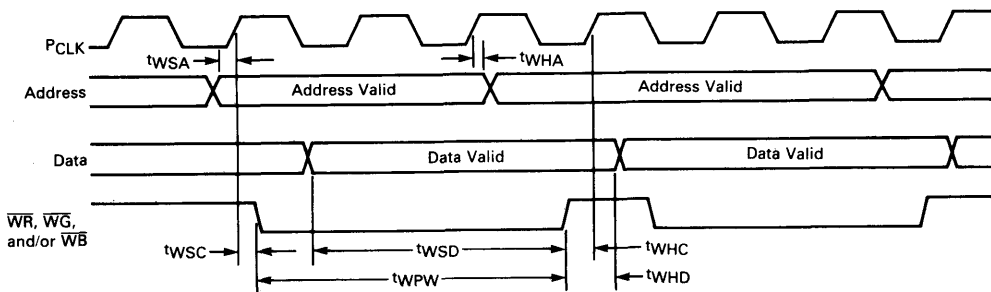 PCLK
tWSA
tWHA
Address
Address Valid
Address Valid
Data
Data Valid
Data Valid
WR, WG,
and/or WB
tWSC
tWSD
tWHC
tWPW
tWHD